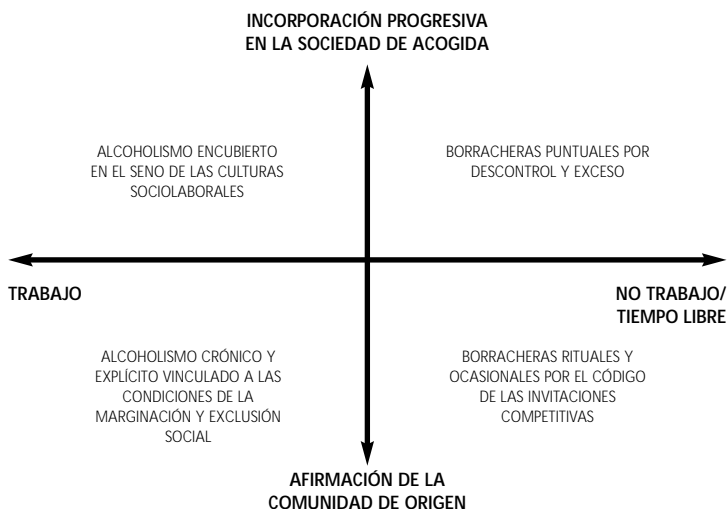 INCORPORACIÓN PROGRESIVA
EN LA SOCIEDAD DE ACOGIDA
ALCOHOLISMO ENCUBIERTO
EN EL SENO DE LAS CULTURAS
SOCIOLABORALES
BORRACHERAS PUNTUALES POR
DESCONTROL Y EXCESO
TRABAJO
NO TRABAJO/
TIEMPO LIBRE
ALCOHOLISMO CRÓNICO Y
EXPLÍCITO VINCULADO A LAS
CONDICIONES DE LA
MARGINACIÓN Y EXCLUSIÓN
SOCIAL
BORRACHERAS RITUALES Y
OCASIONALES POR EL CÓDIGO
DE LAS INVITACIONES
COMPETITIVAS
AFIRMACIÓN DE LA
COMUNIDAD DE ORIGEN